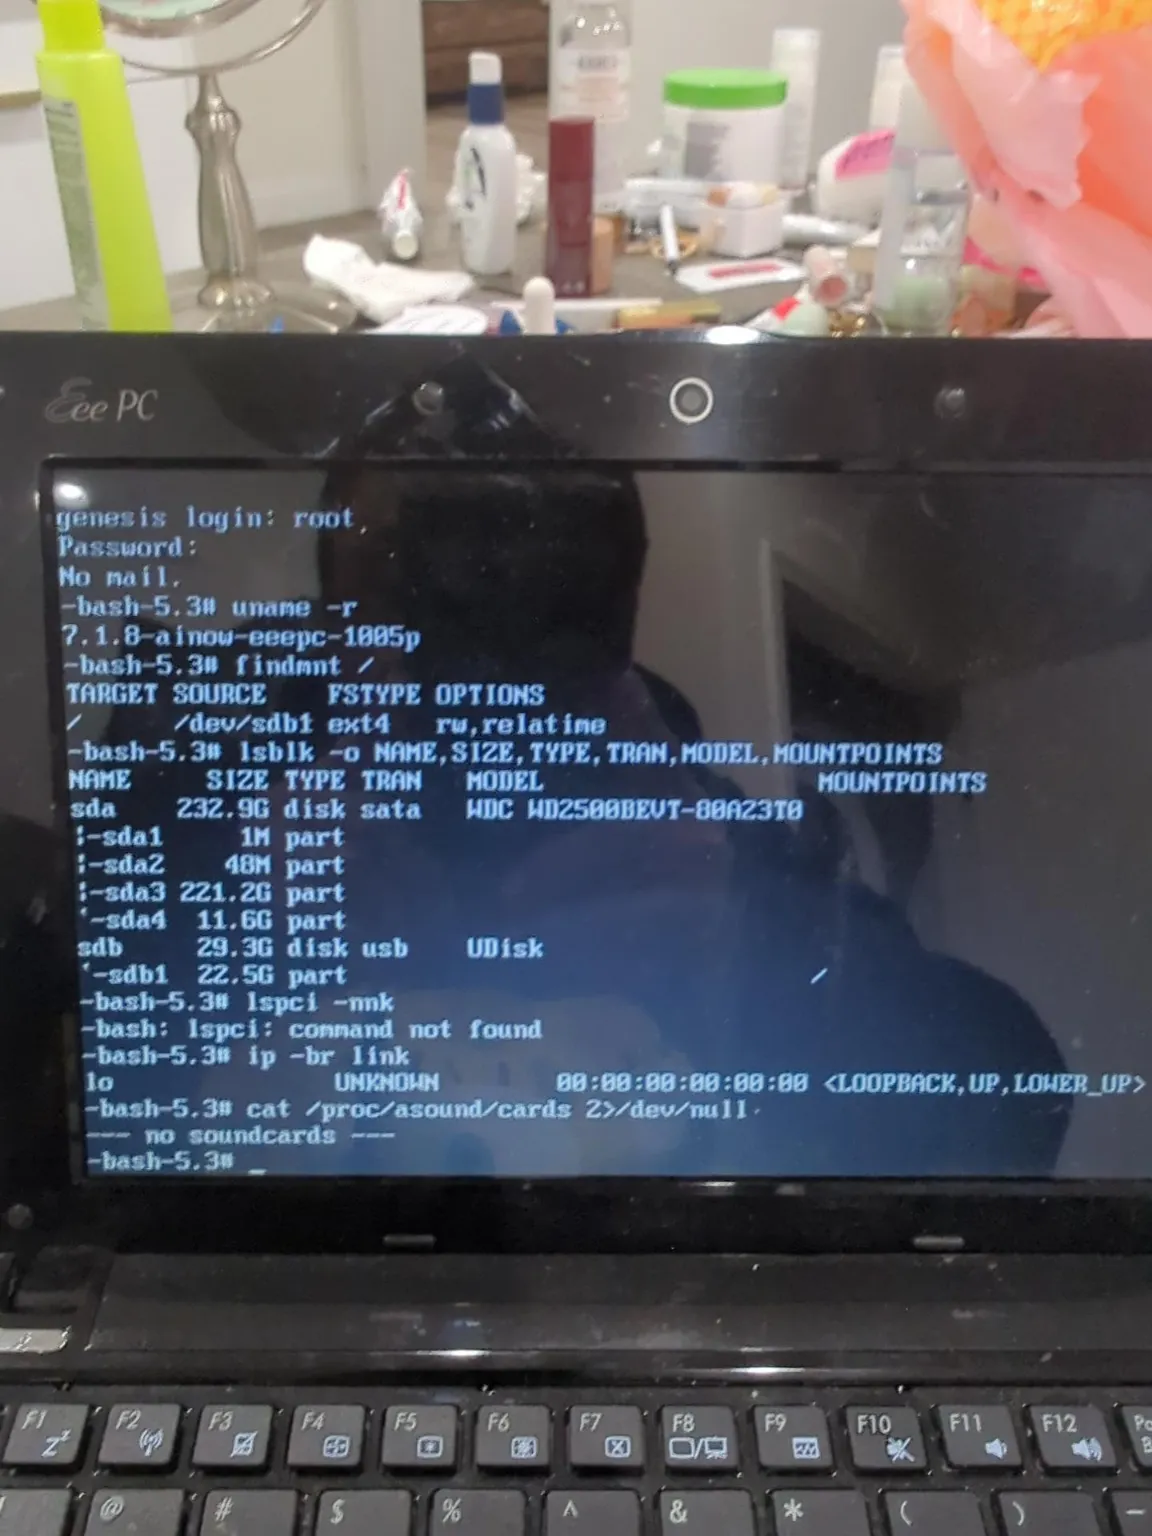 Eee PC
genesis login: root
Password:
No mail.
-bash-5.3# uname -r
7.1.8-ainow-eeepc-1005p
-bash-5.3# findmnt /
TARGET SOURCE    FSTYPE OPTIONS
/      /dev/sdb1 ext4   rw,relatime
-bash-5.3# lsblk -o NAME,SIZE,TYPE,TRAN,MODEL,MOUNTPOINTS
NAME     SIZE TYPE TRAN   MODEL                  MOUNTPOINTS
sda    232.9G disk sata   WDC WD2500BEVT-80A23T0
|-sda1     1M part
|-sda2    48M part
|-sda3 221.2G part
`-sda4  11.6G part
sdb     29.3G disk usb    UDisk
`-sdb1  22.5G part                               /
-bash-5.3# lspci -nnk
-bash: lspci: command not found
-bash-5.3# ip -br link
lo               UNKNOWN        00:00:00:00:00:00 <LOOPBACK,UP,LOWER_UP>
-bash-5.3# cat /proc/asound/cards 2>/dev/null
--- no soundcards ---
-bash-5.3# _
F1 F2 F3 F4 F5 F6 F7 F8 F9 F10 F11 F12
! @ # $ % ^ & * ( ) -